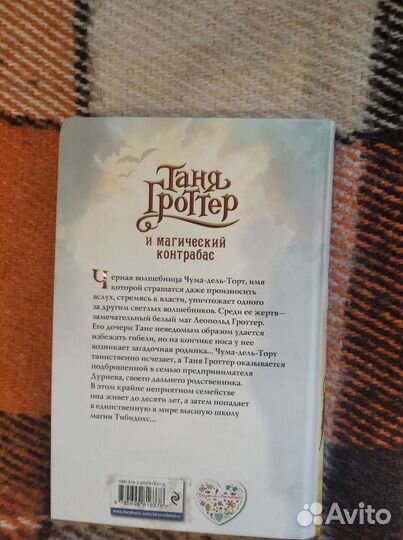 Таня
Гроттер
и магический
контрабас
Черная волшебница Чума-дель-Торт, имя
которой страшатся даже произносить
вслух, стремясь к власти, уничтожает одного
за другим светлых волшебников. Среди ее жертв—
замечательный белый маг Леопольд Гроттер.
Его дочери Тане неведомым образом удается
избежать гибели, но на кончике носа у нее
возникает загадочная родинка... Чума-дель-Торт
таинственно исчезает, а Таня Гроттер оказывается
подброшенной в семью предпринимателя
Дурнева, своего дальнего родственника.
В этом крайне неприятном семействе
она живет до десяти лет, а затем попадает
в единственную в мире высшую школу
магии Тибидохс...
Avito